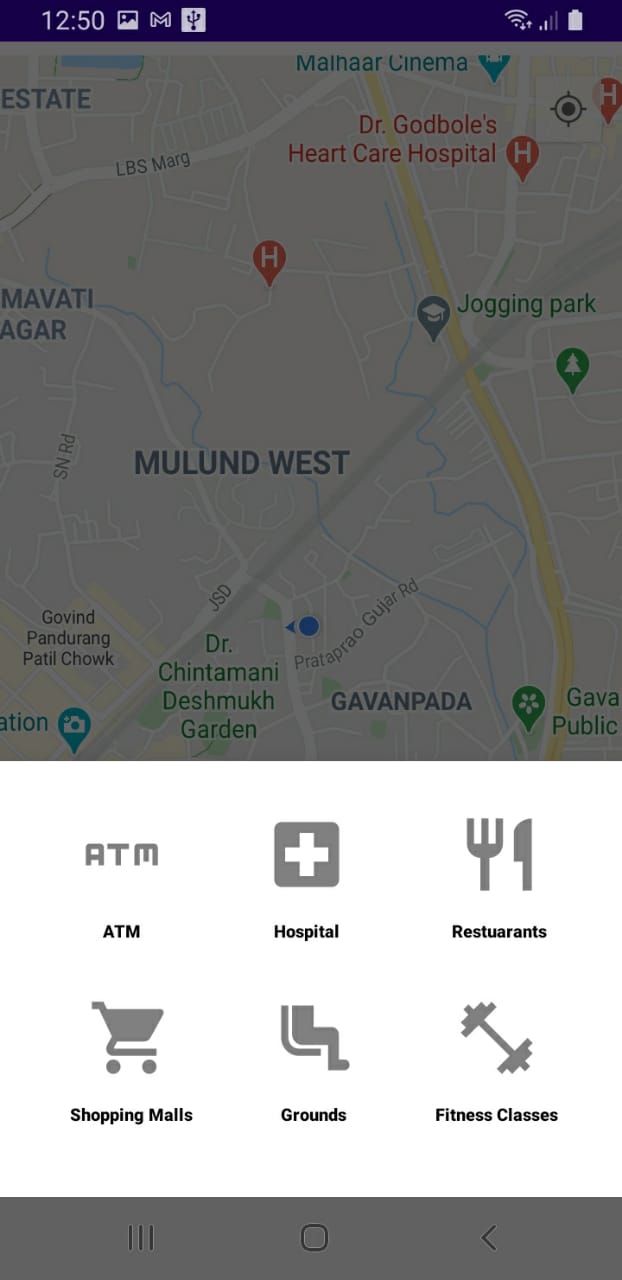 12:50
Malhaar Cinema
ESTATE
H
Dr. Godbole's
Heart Care Hospital
H
LBS Marg
H
MAVATI
AGAR
Jogging park
SN Rd
MULUND WEST
JSD
Prataprao Gujar Rd
Govind
Pandurang
Patil Chowk
Dr.
Chintamani
Deshmukh
Garden
GAVANPADA
ation
Gava
Public
ATM
ATM
Hospital
Restuarants
Shopping Malls
Grounds
Fitness Classes